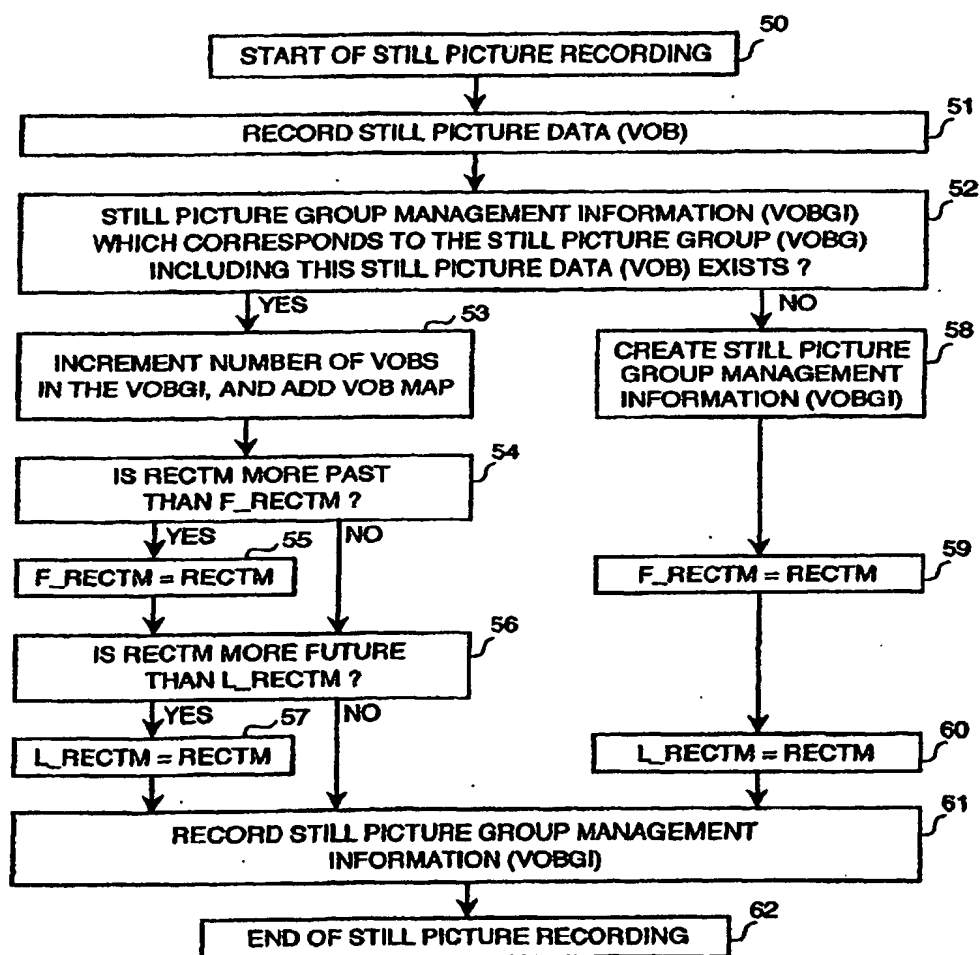 50
START OF STILL PICTURE RECORDING
51
RECORD STILL PICTURE DATA (VOB)
52
STILL PICTURE GROUP MANAGEMENT INFORMATION (VOBGI)
WHICH CORRESPONDS TO THE STILL PICTURE GROUP (VOBG)
INCLUDING THIS STILL PICTURE DATA (VOB) EXISTS ?
YES
NO
53
INCREMENT NUMBER OF VOBS
IN THE VOBGI, AND ADD VOB MAP
54
IS RECTM MORE PAST
THAN F_RECTM ?
YES
NO
55
F_RECTM = RECTM
56
IS RECTM MORE FUTURE
THAN L_RECTM ?
YES
NO
57
L_RECTM = RECTM
58
CREATE STILL PICTURE
GROUP MANAGEMENT
INFORMATION (VOBGI)
59
F_RECTM = RECTM
60
L_RECTM = RECTM
61
RECORD STILL PICTURE GROUP MANAGEMENT
INFORMATION (VOBGI)
62
END OF STILL PICTURE RECORDING